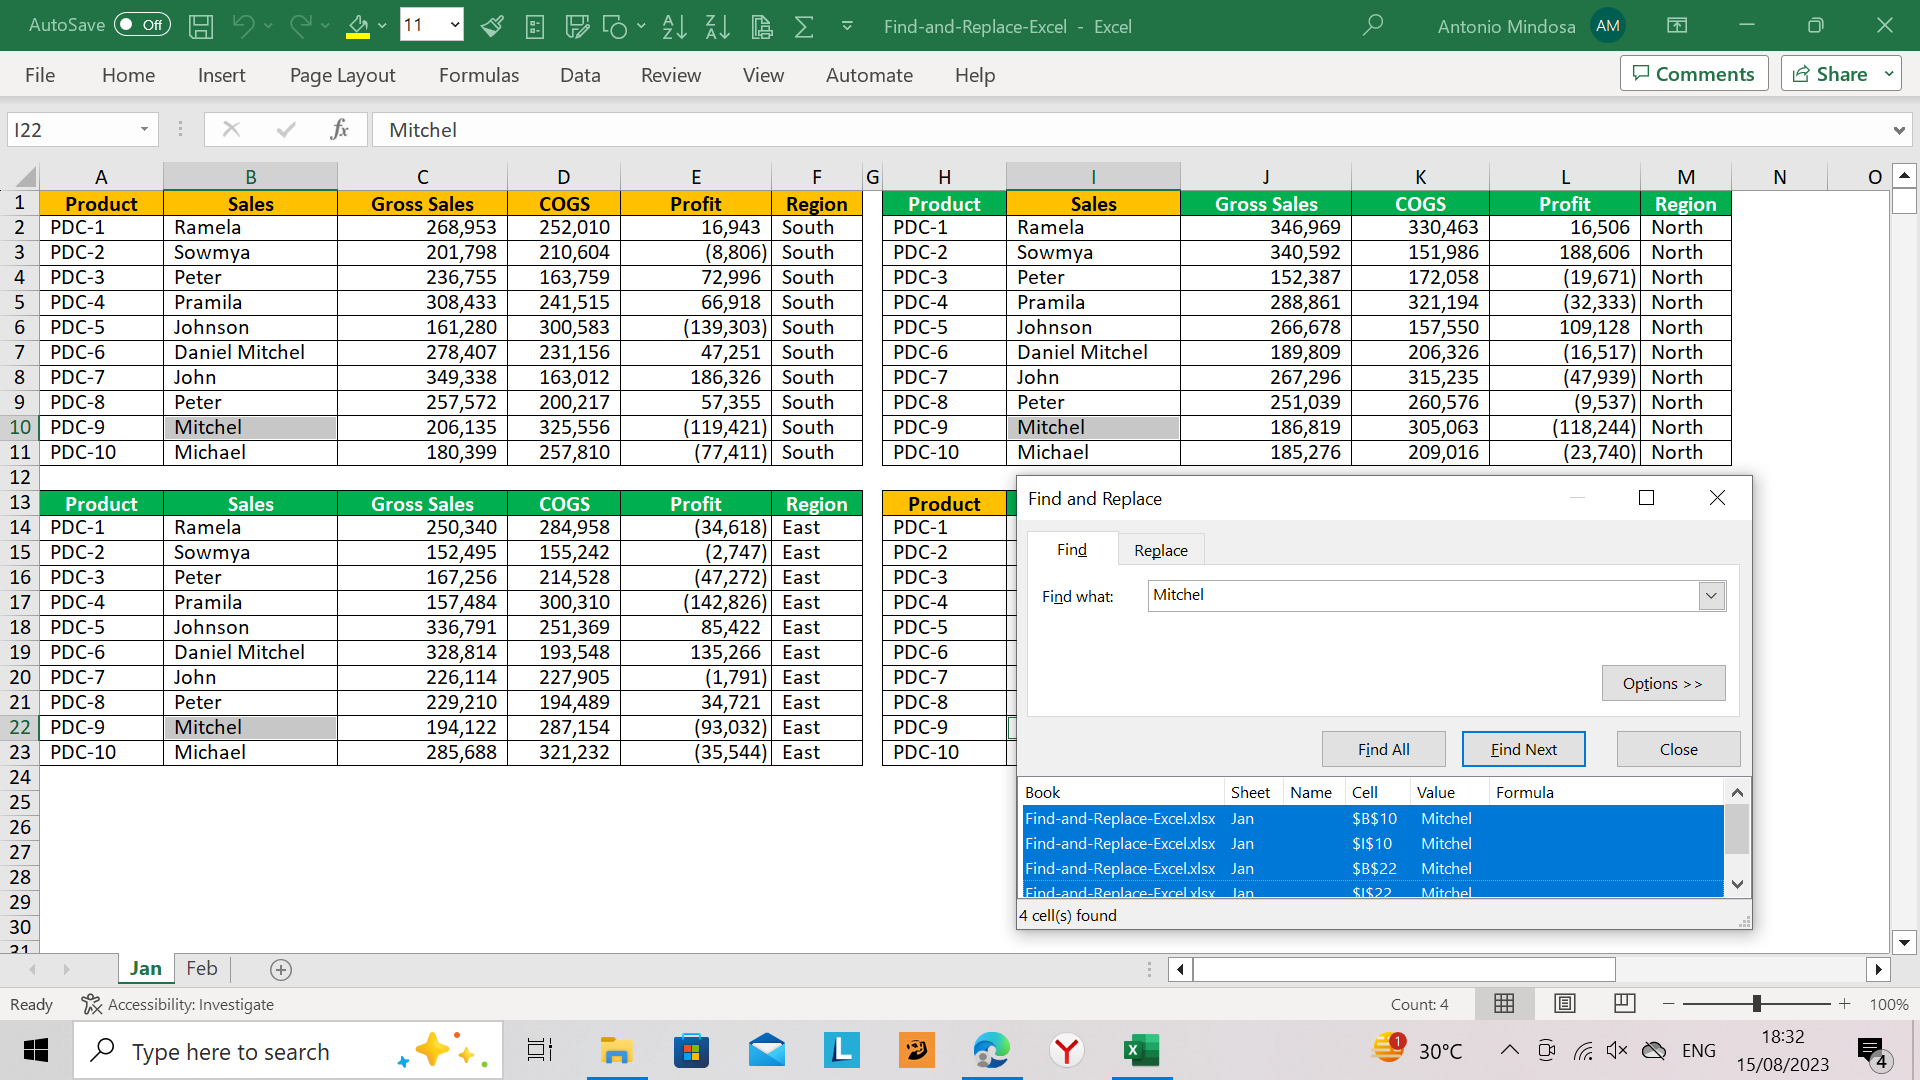 AutoSave Off 11 Find-and-Replace-Excel - Excel Antonio Mindosa AM
File Home Insert Page Layout Formulas Data Review View Automate Help Comments Share
I22 fx Mitchel
A B C D E F G H I J K L M N O
1 Product Sales Gross Sales COGS Profit Region Product Sales Gross Sales COGS Profit Region
2 PDC-1 Ramela 268,953 252,010 16,943 South PDC-1 Ramela 346,969 330,463 16,506 North
3 PDC-2 Sowmya 201,798 210,604 (8,806) South PDC-2 Sowmya 340,592 151,986 188,606 North
4 PDC-3 Peter 236,755 163,759 72,996 South PDC-3 Peter 152,387 172,058 (19,671) North
5 PDC-4 Pramila 308,433 241,515 66,918 South PDC-4 Pramila 288,861 321,194 (32,333) North
6 PDC-5 Johnson 161,280 300,583 (139,303) South PDC-5 Johnson 266,678 157,550 109,128 North
7 PDC-6 Daniel Mitchel 278,407 231,156 47,251 South PDC-6 Daniel Mitchel 189,809 206,326 (16,517) North
8 PDC-7 John 349,338 163,012 186,326 South PDC-7 John 267,296 315,235 (47,939) North
9 PDC-8 Peter 257,572 200,217 57,355 South PDC-8 Peter 251,039 260,576 (9,537) North
10 PDC-9 Mitchel 206,135 325,556 (119,421) South PDC-9 Mitchel 186,819 305,063 (118,244) North
11 PDC-10 Michael 180,399 257,810 (77,411) South PDC-10 Michael 185,276 209,016 (23,740) North
12
13 Product Sales Gross Sales COGS Profit Region Product
14 PDC-1 Ramela 250,340 284,958 (34,618) East PDC-1
15 PDC-2 Sowmya 152,495 155,242 (2,747) East PDC-2
16 PDC-3 Peter 167,256 214,528 (47,272) East PDC-3
17 PDC-4 Pramila 157,484 300,310 (142,826) East PDC-4
18 PDC-5 Johnson 336,791 251,369 85,422 East PDC-5
19 PDC-6 Daniel Mitchel 328,814 193,548 135,266 East PDC-6
20 PDC-7 John 226,114 227,905 (1,791) East PDC-7
21 PDC-8 Peter 229,210 194,489 34,721 East PDC-8
22 PDC-9 Mitchel 194,122 287,154 (93,032) East PDC-9
23 PDC-10 Michael 285,688 321,232 (35,544) East PDC-10
24
25
26
27
28
29
30
31
Find and Replace
Find Replace
Find what: Mitchel
Options >>
Find All Find Next Close
Book Sheet Name Cell Value Formula
Find-and-Replace-Excel.xlsx Jan $B$10 Mitchel
Find-and-Replace-Excel.xlsx Jan $I$10 Mitchel
Find-and-Replace-Excel.xlsx Jan $B$22 Mitchel
Find-and-Replace-Excel.xlsx Jan $I$22 Mitchel
4 cell(s) found
Jan Feb
Ready Accessibility: Investigate Count: 4 100%
Type here to search 1 30°C ENG 18:32 4
15/08/2023